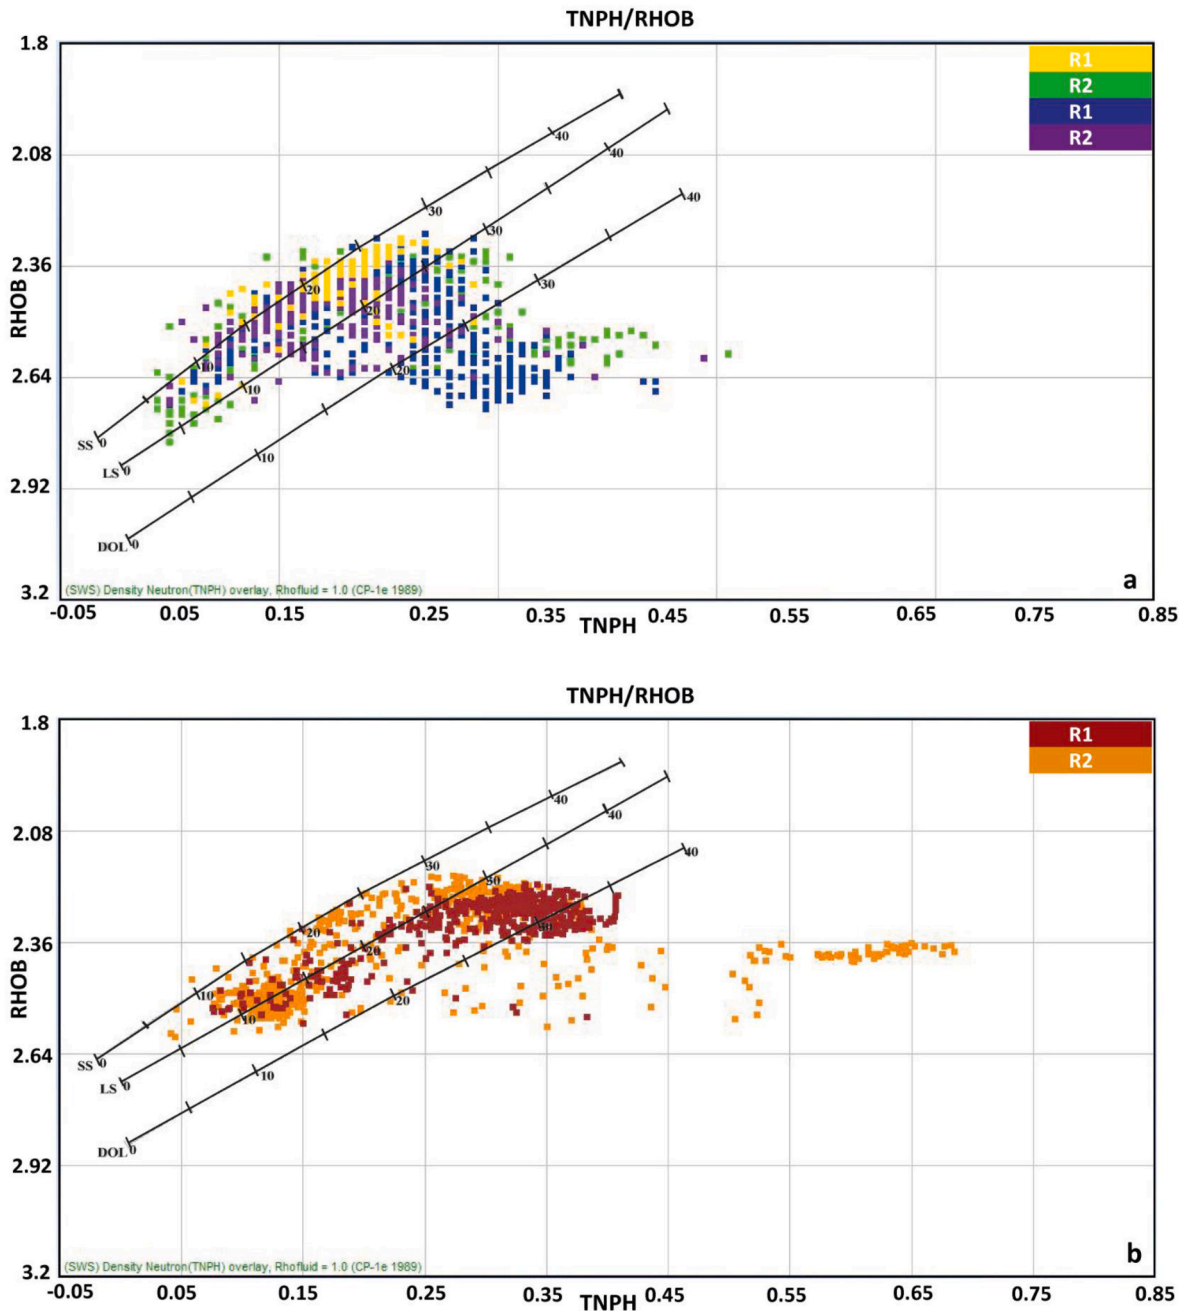 TNPH/RHOB
1.8
R1
R2
R1
R2
40
2.08
40
30
40
30
RHOB
2.36
20
30
20
2.64
10
20
10
SS 0
LS 0
10
2.92
DOL 0
a
(SWS) Density Neutron(TNPH) overlay, Rhofluid = 1.0 (CP-1e 1989)
3.2
-0.05 0.05 0.15 0.25 0.35 0.45 0.55 0.65 0.75 0.85
TNPH
TNPH/RHOB
1.8
R1
R2
40
40
2.08
30
40
30
20
30
RHOB
2.36
20
10
20
10
2.64
SS 0
10
LS 0
DOL 0
2.92
b
(SWS) Density Neutron(TNPH) overlay, Rhofluid = 1.0 (CP-1e 1989)
3.2
-0.05 0.05 0.15 0.25 0.35 0.45 0.55 0.65 0.75 0.85
TNPH